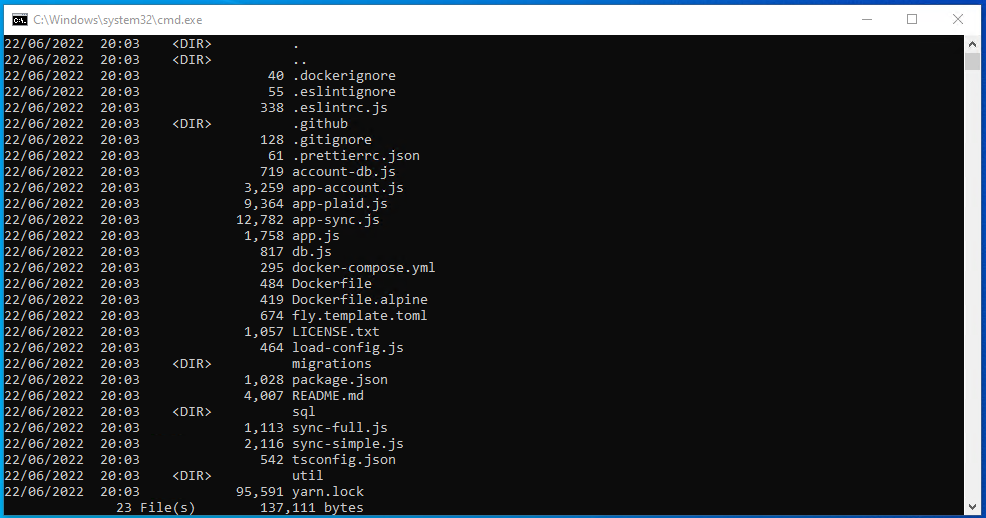 C:\Windows\system32\cmd.exe
22/06/2022  20:03    <DIR>          .
22/06/2022  20:03    <DIR>          ..
22/06/2022  20:03                40 .dockerignore
22/06/2022  20:03                55 .eslintignore
22/06/2022  20:03               338 .eslintrc.js
22/06/2022  20:03    <DIR>          .github
22/06/2022  20:03               128 .gitignore
22/06/2022  20:03                61 .prettierrc.json
22/06/2022  20:03               719 account-db.js
22/06/2022  20:03             3,259 app-account.js
22/06/2022  20:03             9,364 app-plaid.js
22/06/2022  20:03            12,782 app-sync.js
22/06/2022  20:03             1,758 app.js
22/06/2022  20:03               817 db.js
22/06/2022  20:03               295 docker-compose.yml
22/06/2022  20:03               484 Dockerfile
22/06/2022  20:03               419 Dockerfile.alpine
22/06/2022  20:03               674 fly.template.toml
22/06/2022  20:03             1,057 LICENSE.txt
22/06/2022  20:03               464 load-config.js
22/06/2022  20:03    <DIR>          migrations
22/06/2022  20:03             1,028 package.json
22/06/2022  20:03             4,007 README.md
22/06/2022  20:03    <DIR>          sql
22/06/2022  20:03             1,113 sync-full.js
22/06/2022  20:03             2,116 sync-simple.js
22/06/2022  20:03               542 tsconfig.json
22/06/2022  20:03    <DIR>          util
22/06/2022  20:03            95,591 yarn.lock
              23 File(s)        137,111 bytes